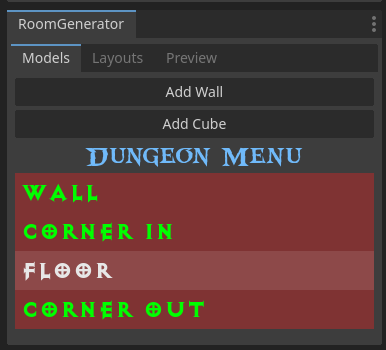 RoomGenerator
Models Layouts Preview
Add Wall
Add Cube
Dungeon Menu
WALL
CORNER IN
FLOOR
CORNER OUT